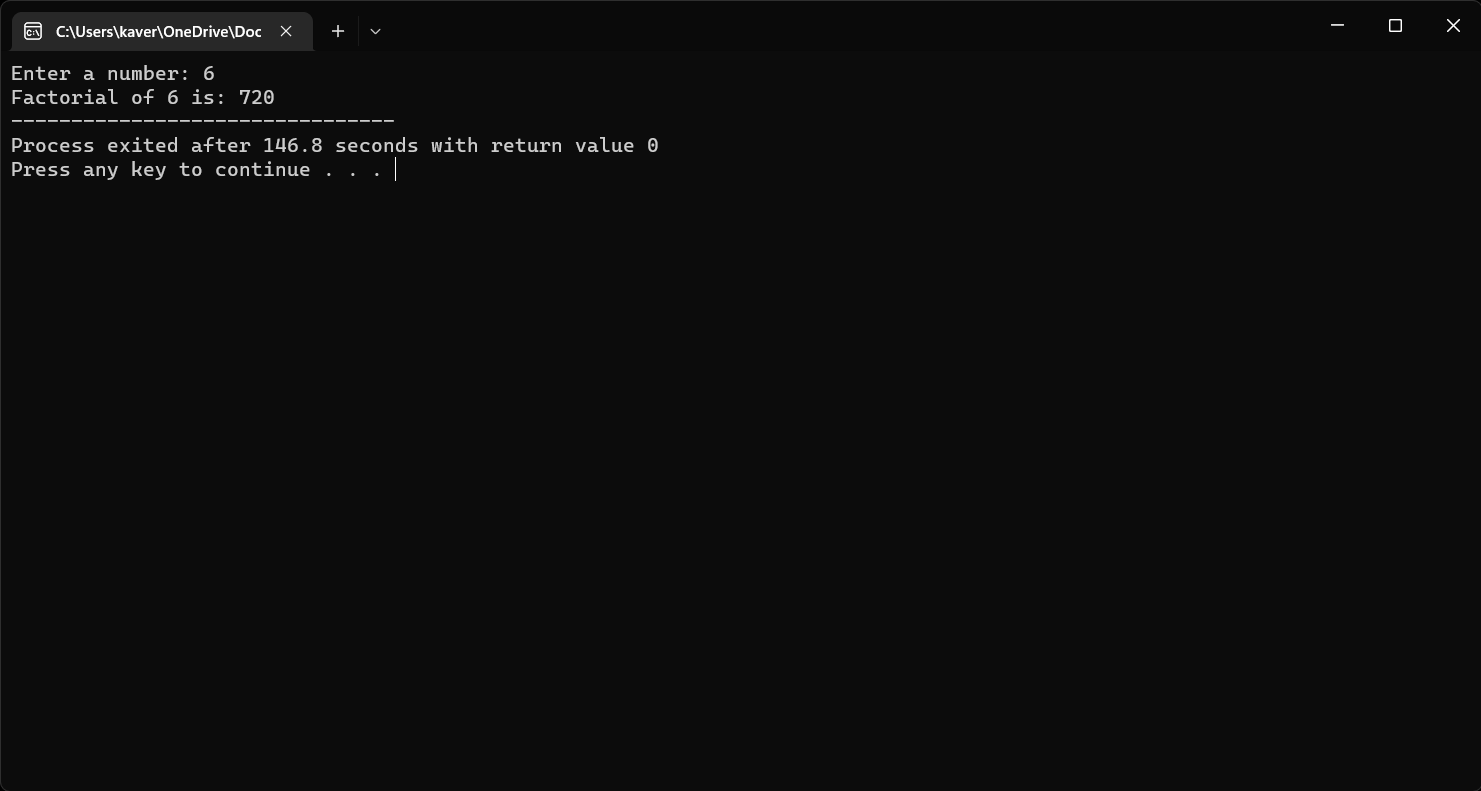 C:\Users\kaver\OneDrive\Doc
Enter a number: 6
Factorial of 6 is: 720
--------------------------------
Process exited after 146.8 seconds with return value 0
Press any key to continue . . .